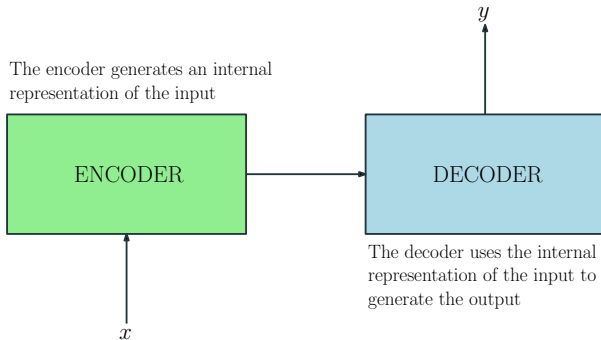 y
The encoder generates an internal
representation of the input
ENCODER
DECODER
The decoder uses the internal
representation of the input to
generate the output
x